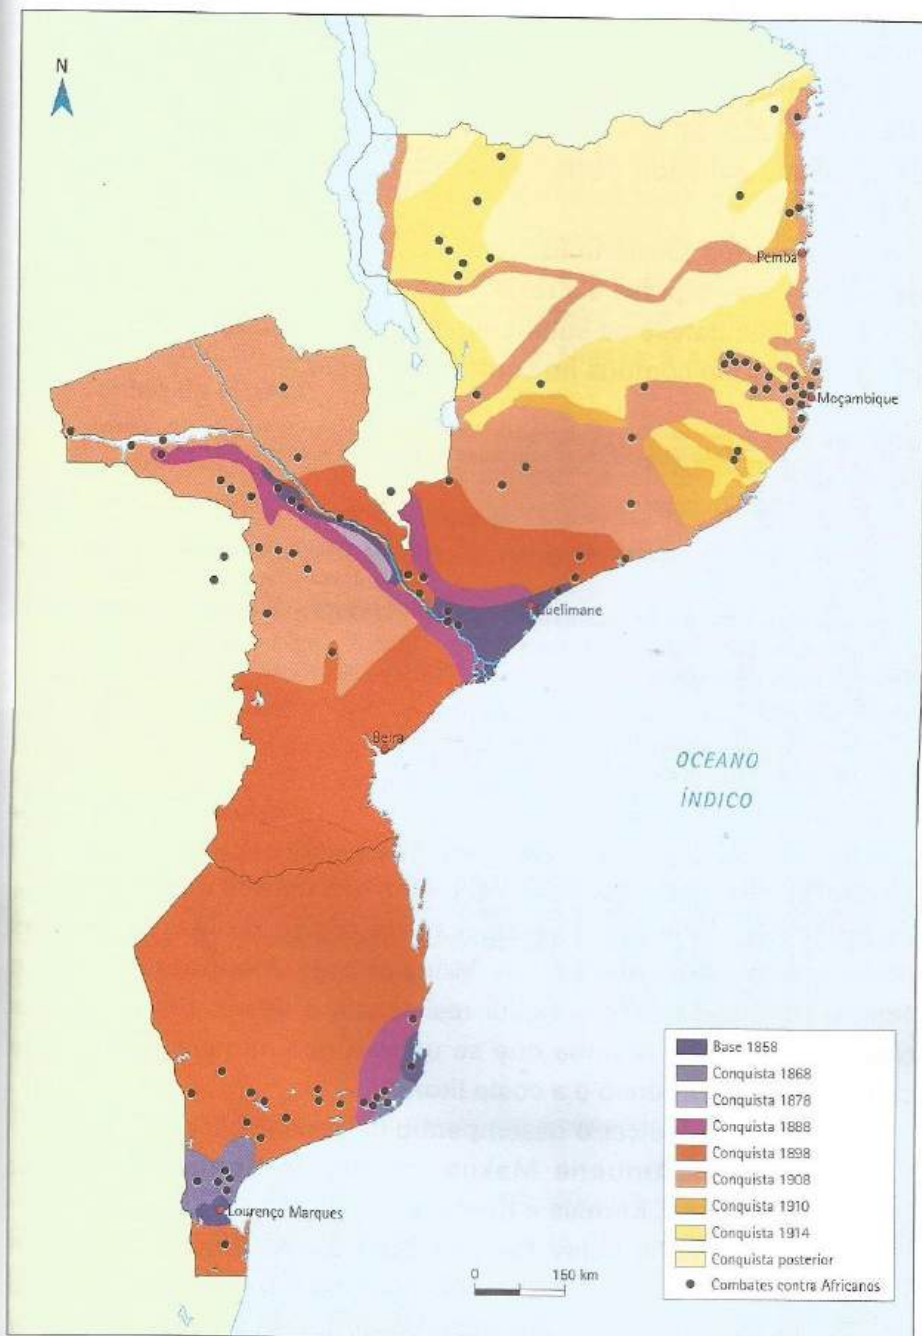 N
Pemba
Moçambique
Quelimane
Beira
OCEANO
ÍNDICO
Lourenço Marques
Base 1858
Conquista 1868
Conquista 1878
Conquista 1888
Conquista 1898
Conquista 1908
Conquista 1910
Conquista 1914
Conquista posterior
Combates contra Africanos
0 150 km